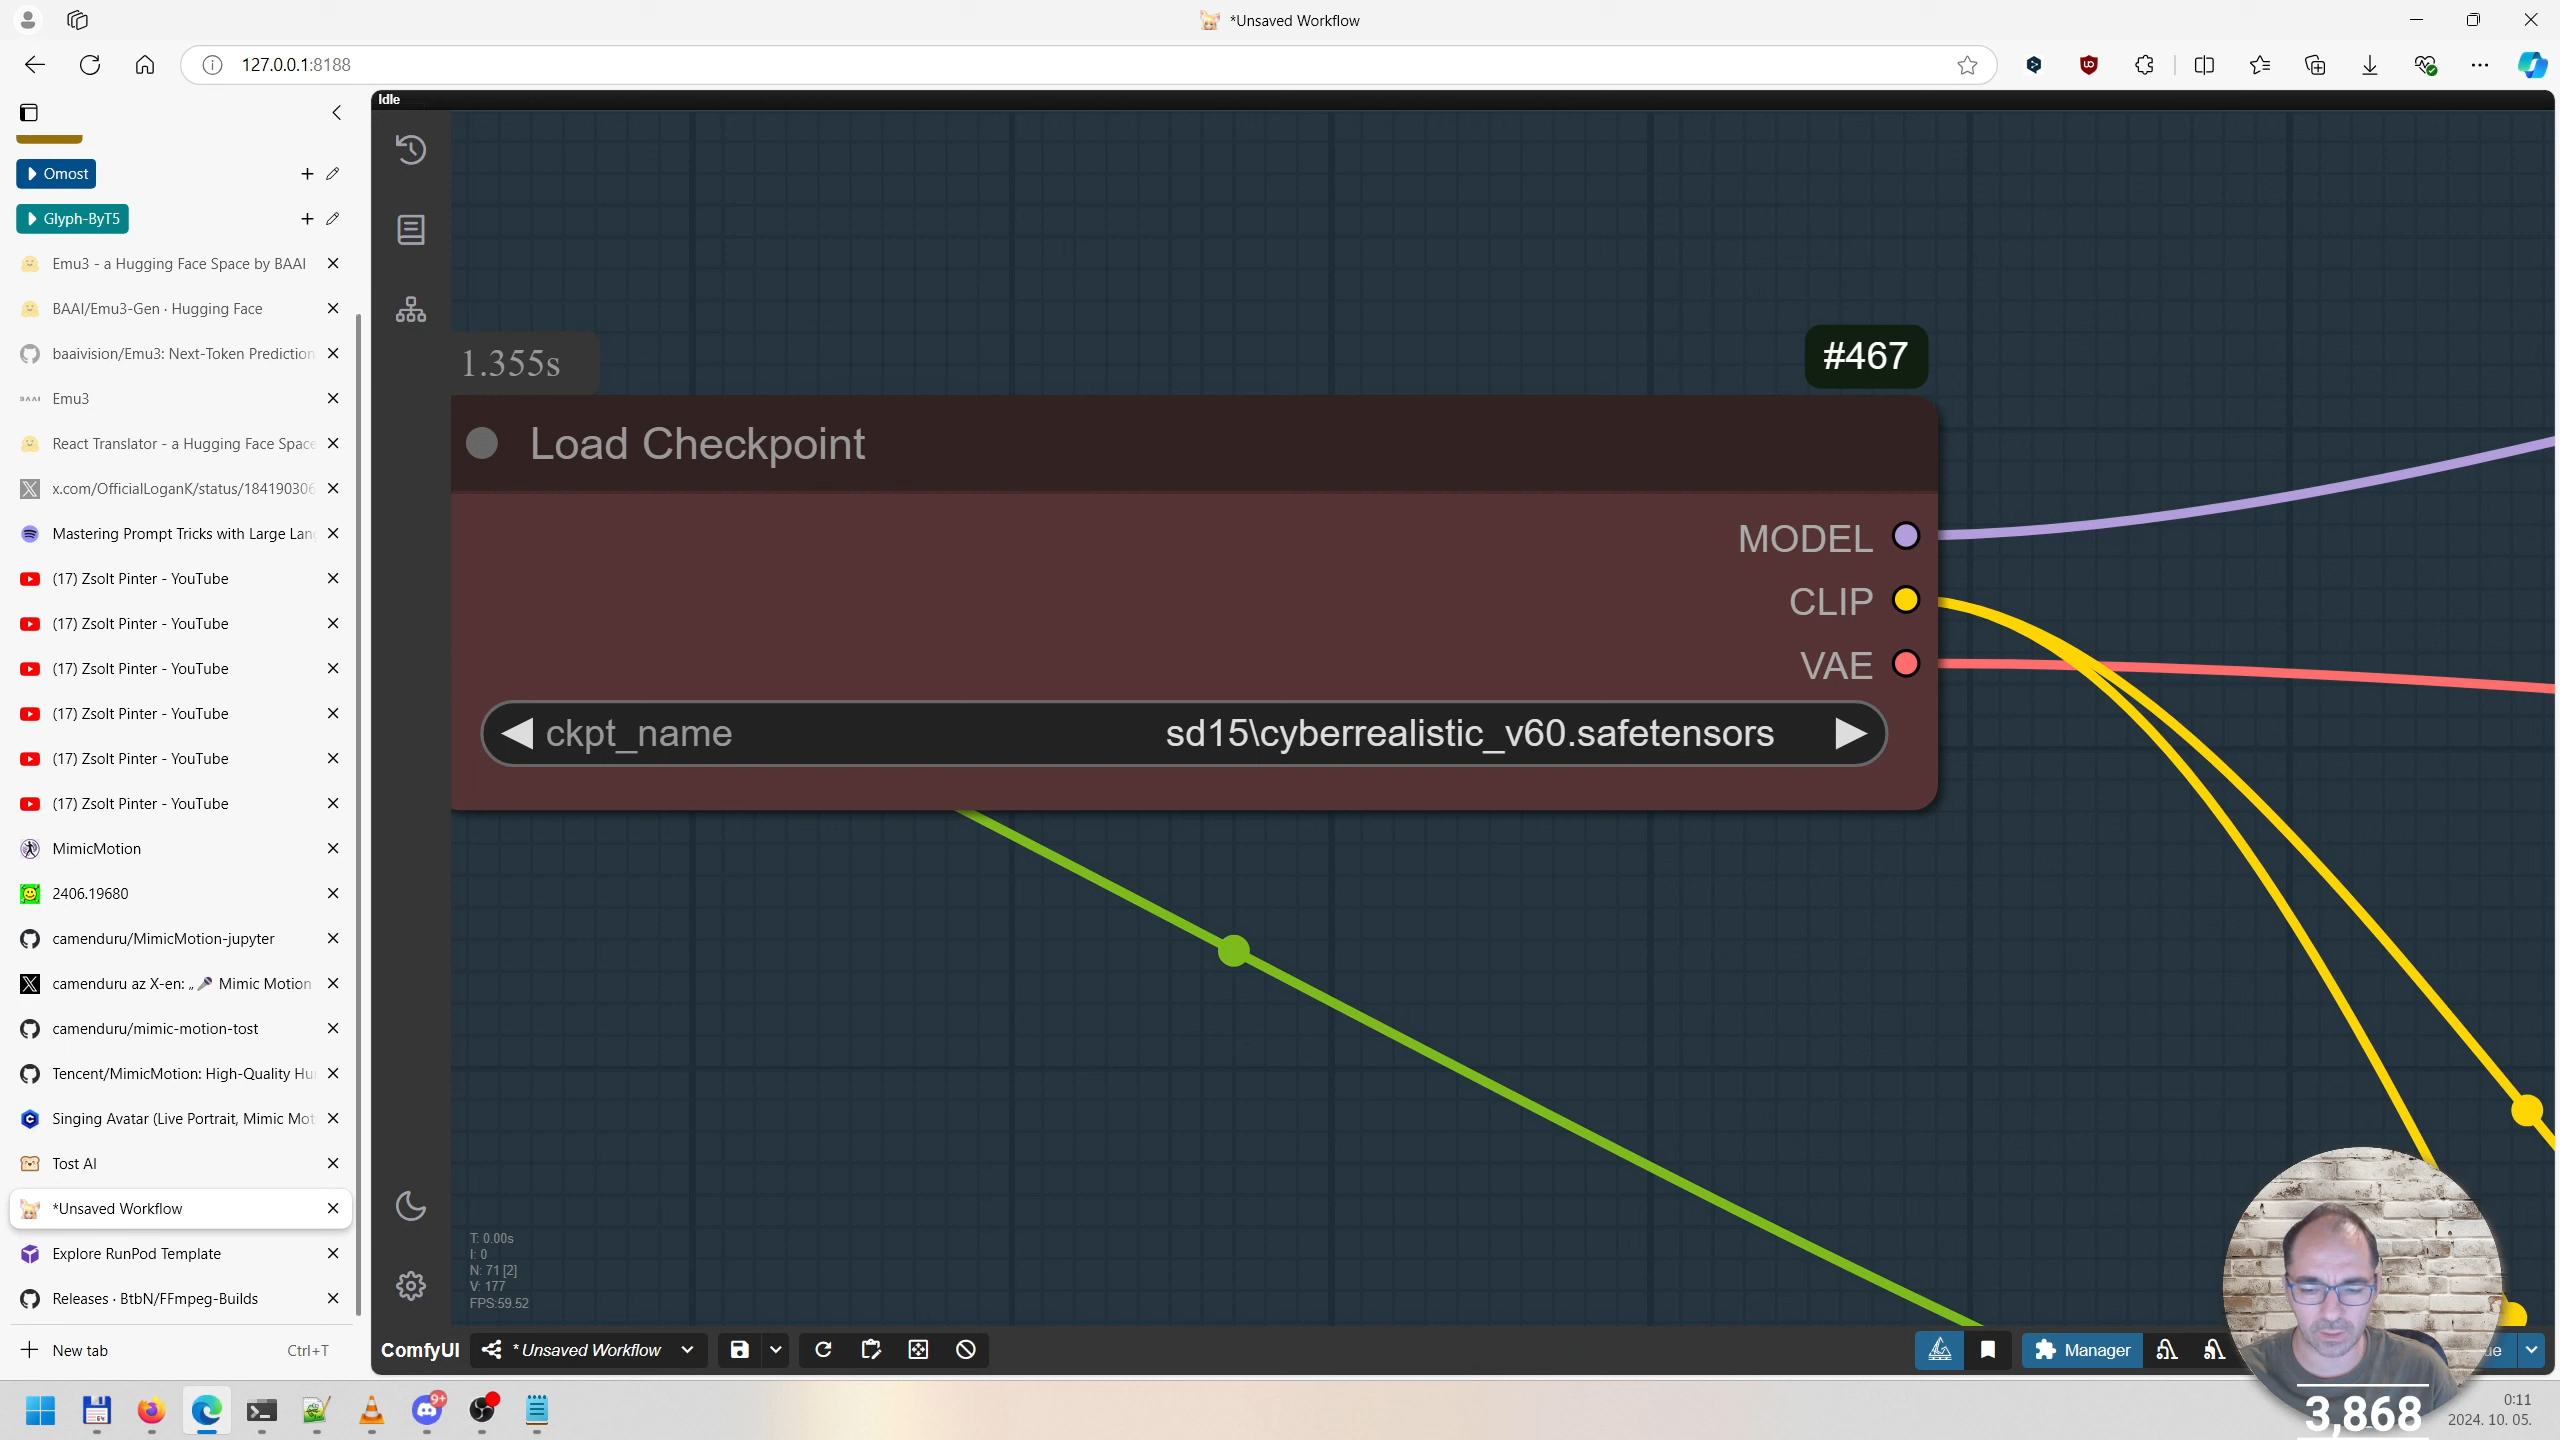 *Unsaved Workflow
127.0.0.1:8188
Idle
Omost
Glyph-ByT5
Emu3 - a Hugging Face Space by BAAI
BAAI/Emu3-Gen · Hugging Face
baaivision/Emu3: Next-Token Prediction
Emu3
React Translator - a Hugging Face Space
x.com/OfficialLoganK/status/184190306
Mastering Prompt Tricks with Large Lang
(17) Zsolt Pinter - YouTube
(17) Zsolt Pinter - YouTube
(17) Zsolt Pinter - YouTube
(17) Zsolt Pinter - YouTube
(17) Zsolt Pinter - YouTube
(17) Zsolt Pinter - YouTube
MimicMotion
2406.19680
camenduru/MimicMotion-jupyter
camenduru az X-en: „🎤 Mimic Motion
camenduru/mimic-motion-tost
Tencent/MimicMotion: High-Quality Hu
Singing Avatar (Live Portrait, Mimic Mot
Tost AI
*Unsaved Workflow
Explore RunPod Template
Releases · BtbN/FFmpeg-Builds
New tab Ctrl+T
1.355s
#467
Load Checkpoint
MODEL
CLIP
VAE
ckpt_name sd15\cyberrealistic_v60.safetensors
T: 0.00s
I: 0
N: 71 [2]
V: 177
FPS:59.52
ComfyUI * Unsaved Workflow Manager ue
9+
3,868
0:11
2024. 10. 05.